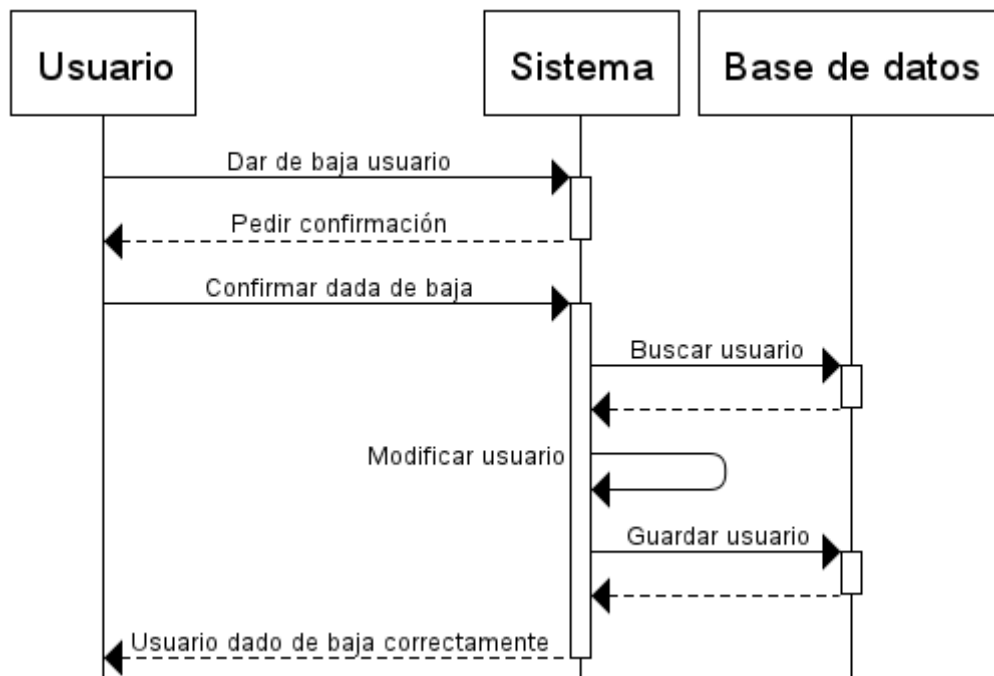 Usuario
Sistema
Base de datos
Dar de baja usuario
Pedir confirmación
Confirmar dada de baja
Buscar usuario
Modificar usuario
Guardar usuario
Usuario dado de baja correctamente